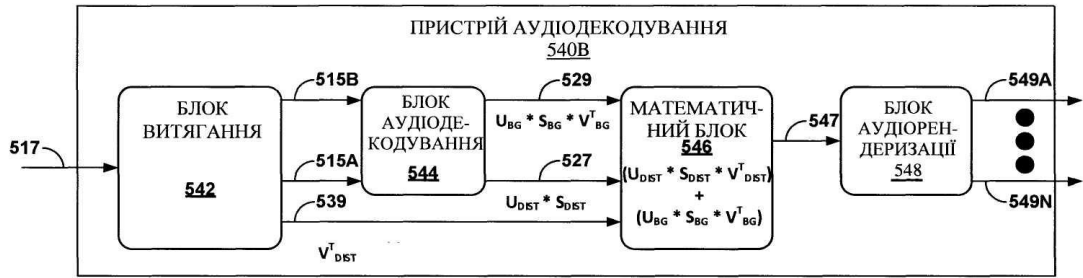 ПРИСТРІЙ АУДІОДЕКОДУВАННЯ
540B
517
БЛОК
ВИТЯГАННЯ
542
515B
515A
539
V^T_DIST
БЛОК
АУДІОДЕ-
КОДУВАННЯ
544
529
U_BG * S_BG * V^T_BG
527
U_DIST * S_DIST
МАТЕМАТИЧ-
НИЙ БЛОК
546
(U_DIST * S_DIST * V^T_DIST)
+
(U_BG * S_BG * V^T_BG)
547
БЛОК
АУДІОРЕН-
ДЕРИЗАЦІЇ
548
549A
549N